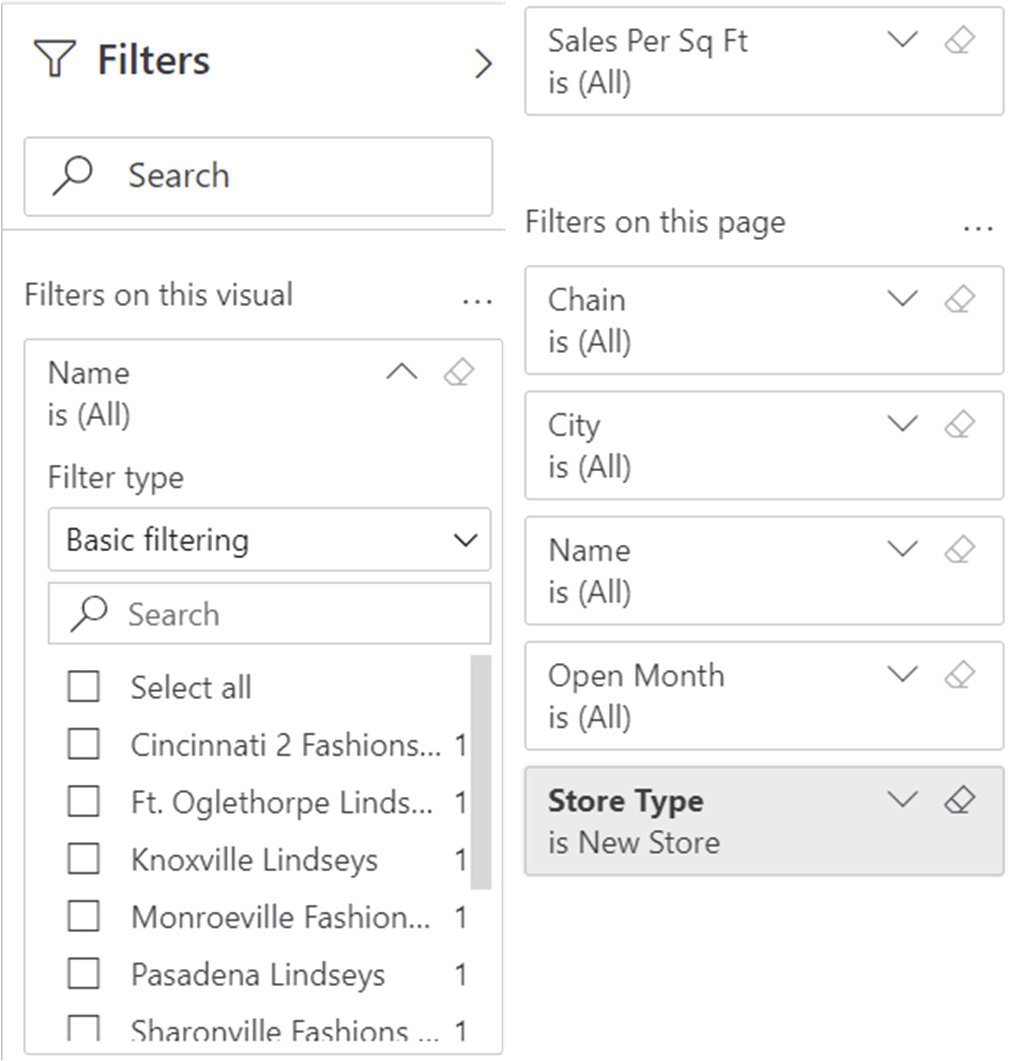 Filters
Search
Filters on this visual ...
Name
is (All)
Filter type
Basic filtering
Search
Select all
Cincinnati 2 Fashions... 1
Ft. Oglethorpe Linds... 1
Knoxville Lindseys 1
Monroeville Fashion... 1
Pasadena Lindseys 1
Sharonville Fashions ... 1
Sales Per Sq Ft
is (All)
Filters on this page ...
Chain
is (All)
City
is (All)
Name
is (All)
Open Month
is (All)
Store Type
is New Store